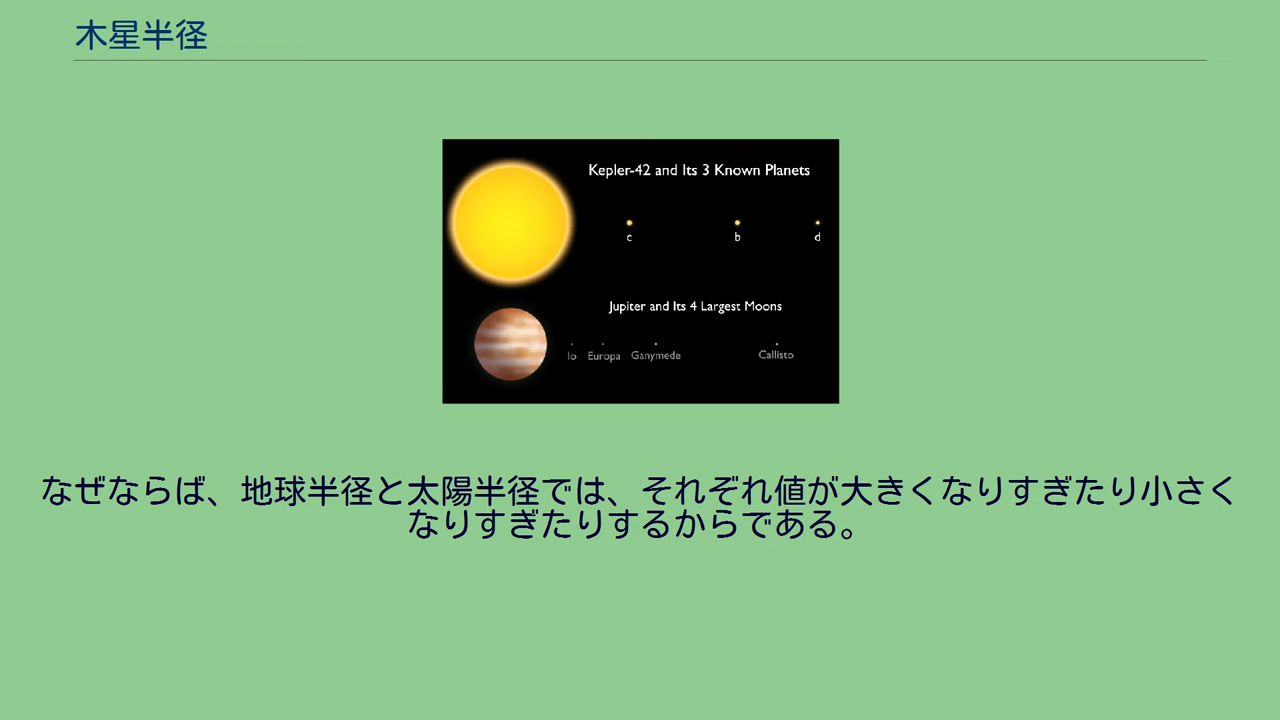 木星半径
Kepler-42 and Its 3 Known Planets
c b d
Jupiter and Its 4 Largest Moons
Io Europa Ganymede Callisto
なぜならば、地球半径と太陽半径では、それぞれ値が大きくなりすぎたり小さく
なりすぎたりするからである。